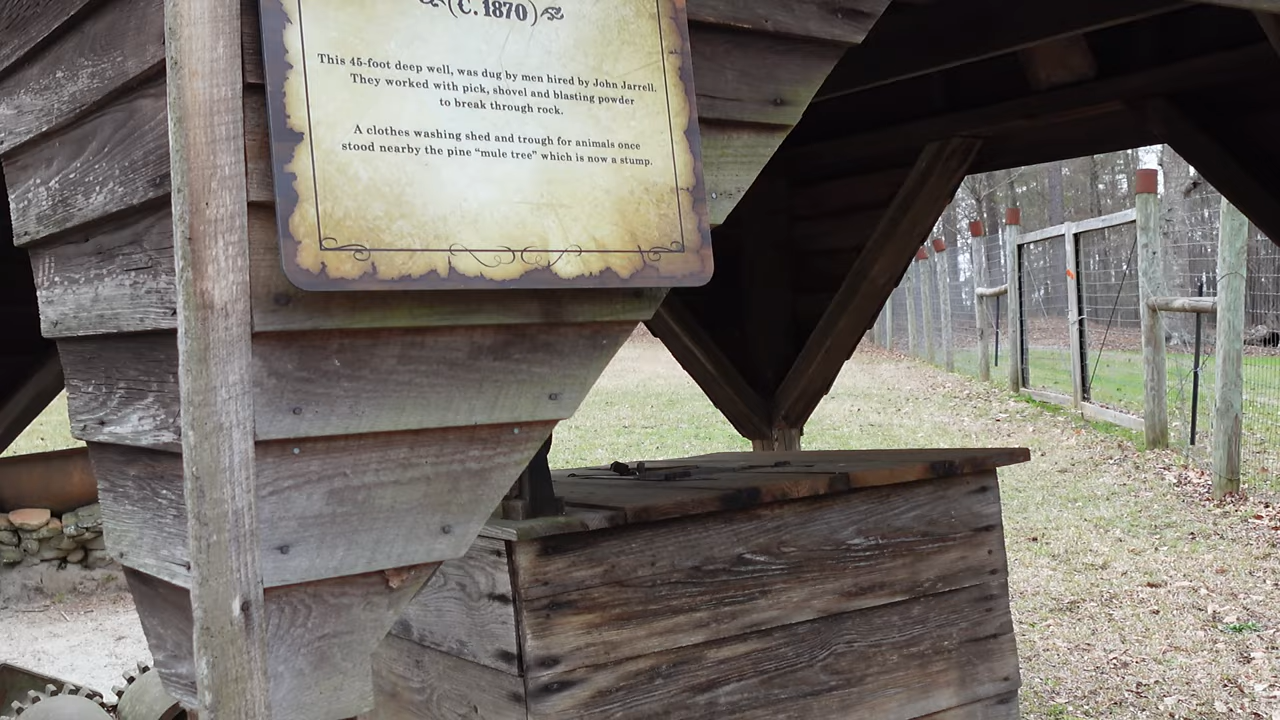 (C. 1870)
This 45-foot deep well, was dug by men hired by John Jarrell.
They worked with pick, shovel and blasting powder
to break through rock.
A clothes washing shed and trough for animals once
stood nearby the pine “mule tree” which is now a stump.